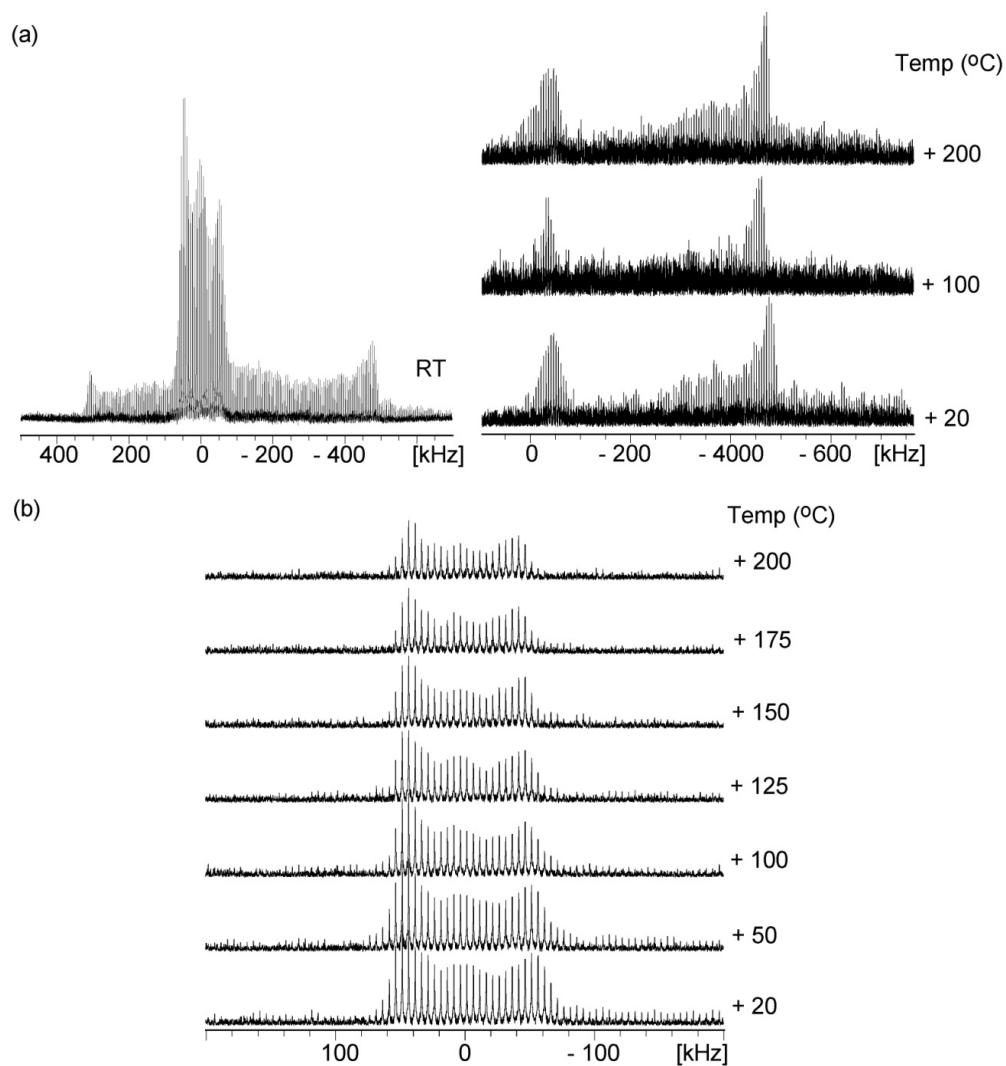 (a)
Temp (ºC)
+ 200
+ 100
RT
+ 20
400 200 0 - 200 - 400 [kHz]
0 - 200 - 4000 - 600 [kHz]
(b)
Temp (ºC)
+ 200
+ 175
+ 150
+ 125
+ 100
+ 50
+ 20
100 0 - 100 [kHz]